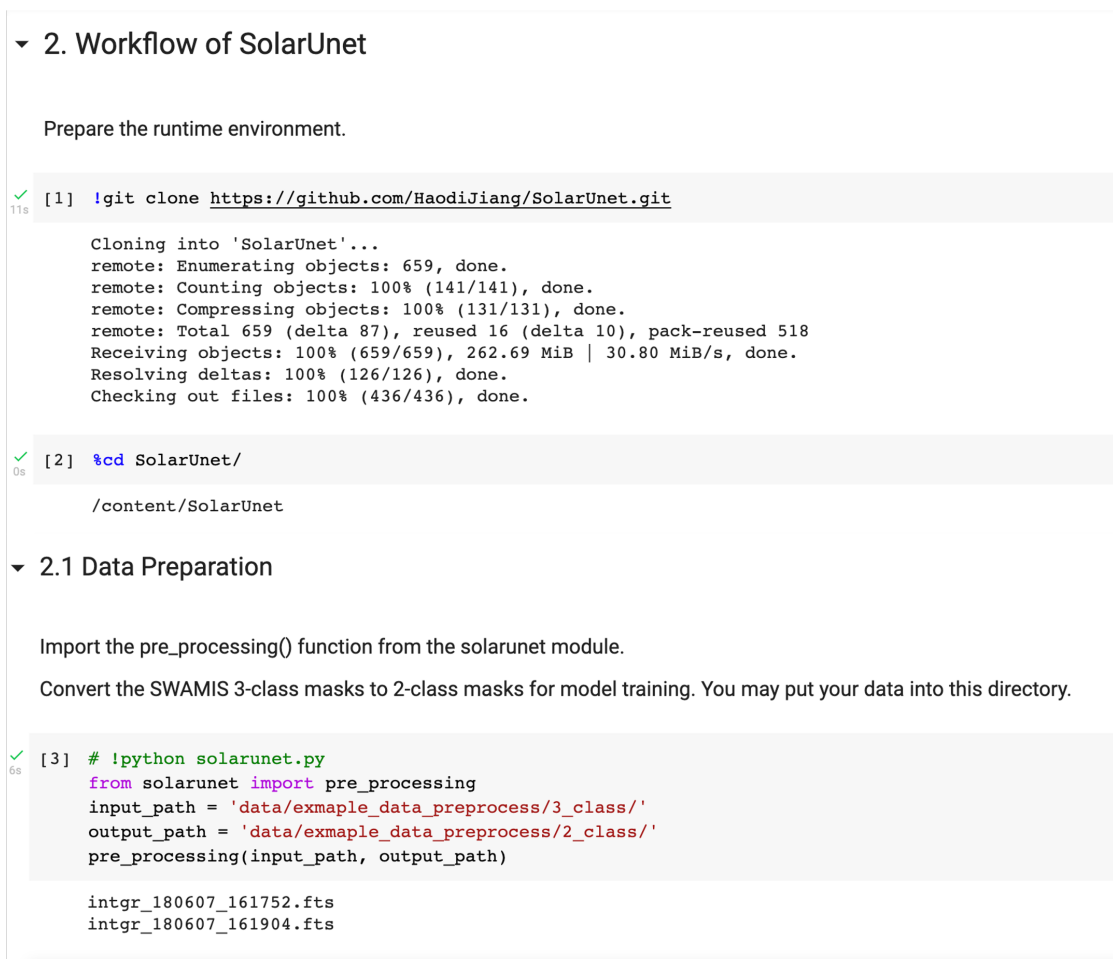 2. Workflow of SolarUnet
Prepare the runtime environment.
[1] !git clone https://github.com/HaodiJiang/SolarUnet.git
11s
Cloning into 'SolarUnet'...
remote: Enumerating objects: 659, done.
remote: Counting objects: 100% (141/141), done.
remote: Compressing objects: 100% (131/131), done.
remote: Total 659 (delta 87), reused 16 (delta 10), pack-reused 518
Receiving objects: 100% (659/659), 262.69 MiB | 30.80 MiB/s, done.
Resolving deltas: 100% (126/126), done.
Checking out files: 100% (436/436), done.
[2] %cd SolarUnet/
0s
/content/SolarUnet
2.1 Data Preparation
Import the pre_processing() function from the solarunet module.
Convert the SWAMIS 3-class masks to 2-class masks for model training. You may put your data into this directory.
[3] # !python solarunet.py
6s
from solarunet import pre_processing
input_path = 'data/exmaple_data_preprocess/3_class/'
output_path = 'data/exmaple_data_preprocess/2_class/'
pre_processing(input_path, output_path)
intgr_180607_161752.fts
intgr_180607_161904.fts